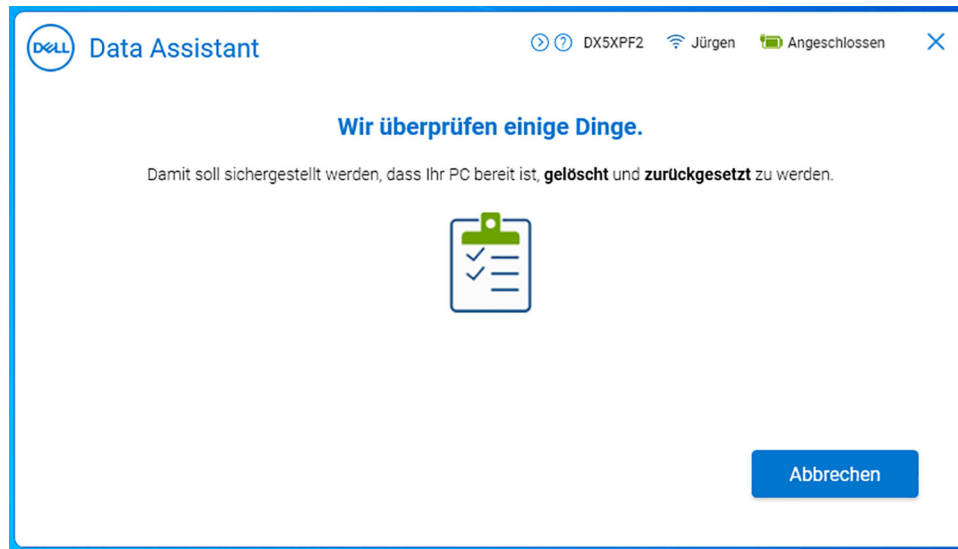 DELL Data Assistant DX5XPF2 Jürgen Angeschlossen
Wir überprüfen einige Dinge.
Damit soll sichergestellt werden, dass Ihr PC bereit ist, gelöscht und zurückgesetzt zu werden.
Abbrechen